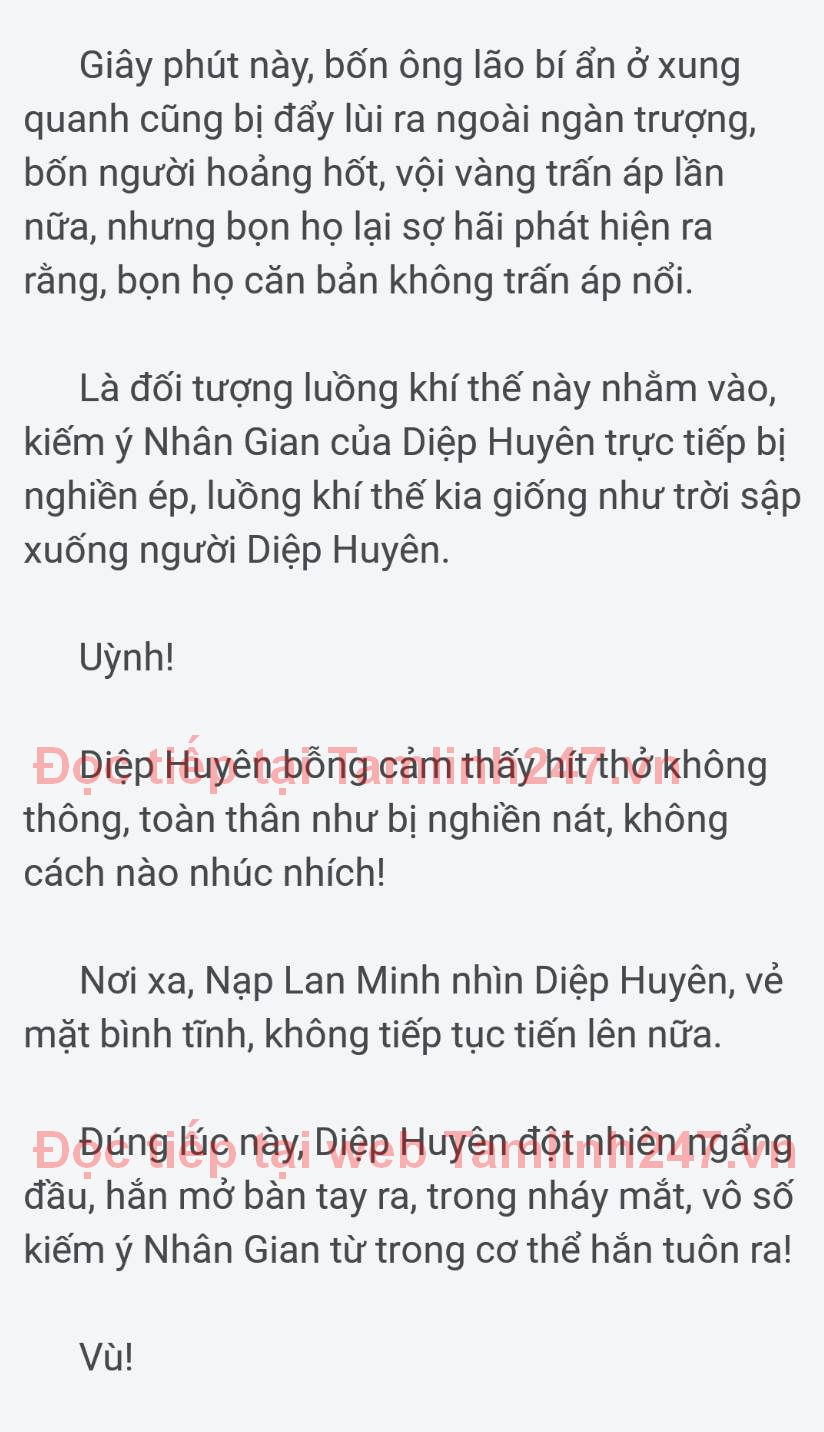 Giây phút này, bốn ông lão bí ẩn ở xung
quanh cũng bị đẩy lùi ra ngoài ngàn trượng,
bốn người hoảng hốt, vội vàng trấn áp lần
nữa, nhưng bọn họ lại sợ hãi phát hiện ra
rằng, bọn họ căn bản không trấn áp nổi.
Là đối tượng luồng khí thế này nhằm vào,
kiếm ý Nhân Gian của Diệp Huyên trực tiếp bị
nghiền ép, luồng khí thế kia giống như trời sập
xuống người Diệp Huyên.
Uỳnh!
Diệp Huyên bỗng cảm thấy hít thở không
Đọc tiếp tại Tamlinh247.vn
thông, toàn thân như bị nghiền nát, không
cách nào nhúc nhích!
Nơi xa, Nạp Lan Minh nhìn Diệp Huyên, vẻ
mặt bình tĩnh, không tiếp tục tiến lên nữa.
Đúng lúc này, Diệp Huyên đột nhiên ngẩng
Đọc tiếp tại web Tamlinh247.vn
đầu, hắn mở bàn tay ra, trong nháy mắt, vô số
kiếm ý Nhân Gian từ trong cơ thể hắn tuôn ra!
Vù!